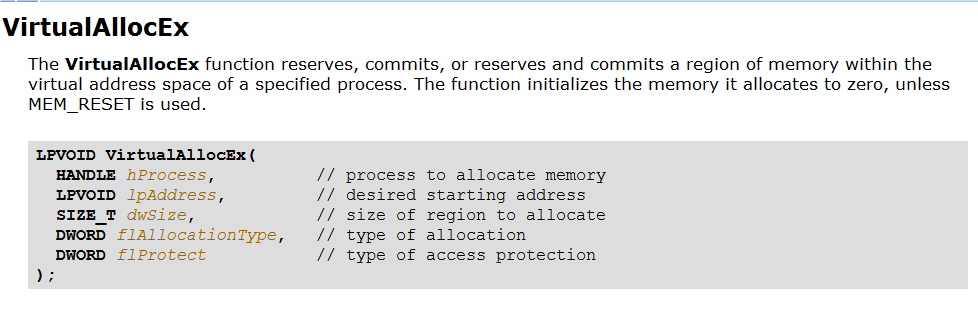 VirtualAllocEx
The VirtualAllocEx function reserves, commits, or reserves and commits a region of memory within the
virtual address space of a specified process. The function initializes the memory it allocates to zero, unless
MEM_RESET is used.
LPVOID VirtualAllocEx(
HANDLE hProcess, // process to allocate memory
LPVOID lpAddress, // desired starting address
SIZE_T dwSize, // size of region to allocate
DWORD flAllocationType, // type of allocation
DWORD flProtect // type of access protection
);